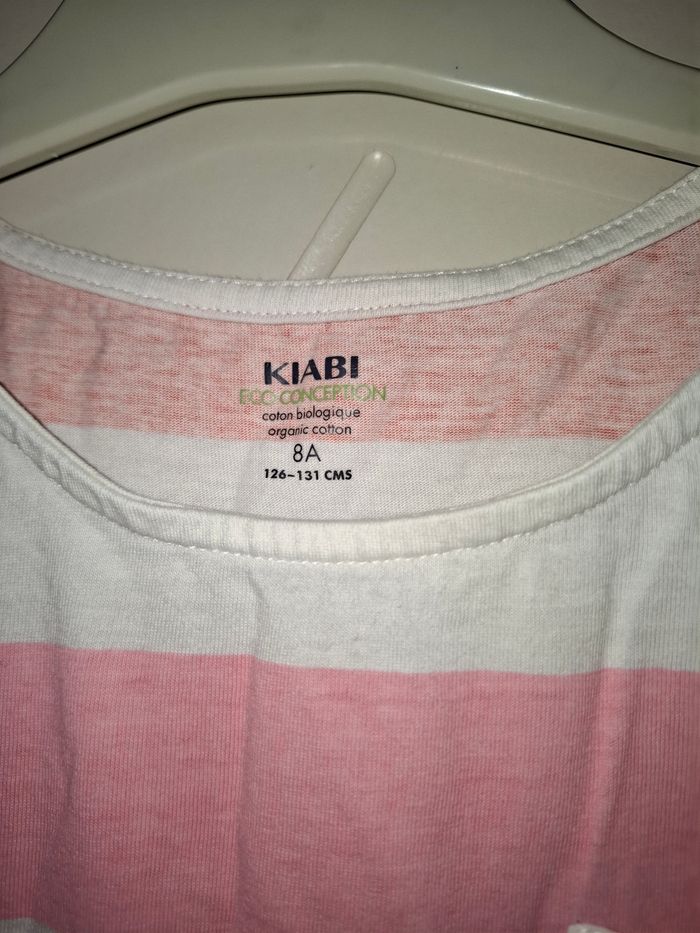 KIABI
ECO CONCEPTION
coton biologique
organic cotton
8A
126-131 CMS